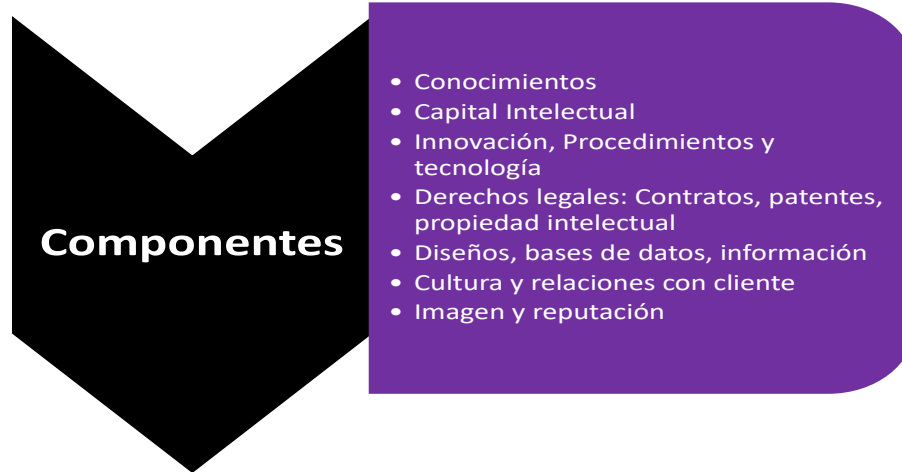 Componentes
• Conocimientos
• Capital Intelectual
• Innovación, Procedimientos y
tecnología
• Derechos legales: Contratos, patentes,
propiedad intelectual
• Diseños, bases de datos, información
• Cultura y relaciones con cliente
• Imagen y reputación